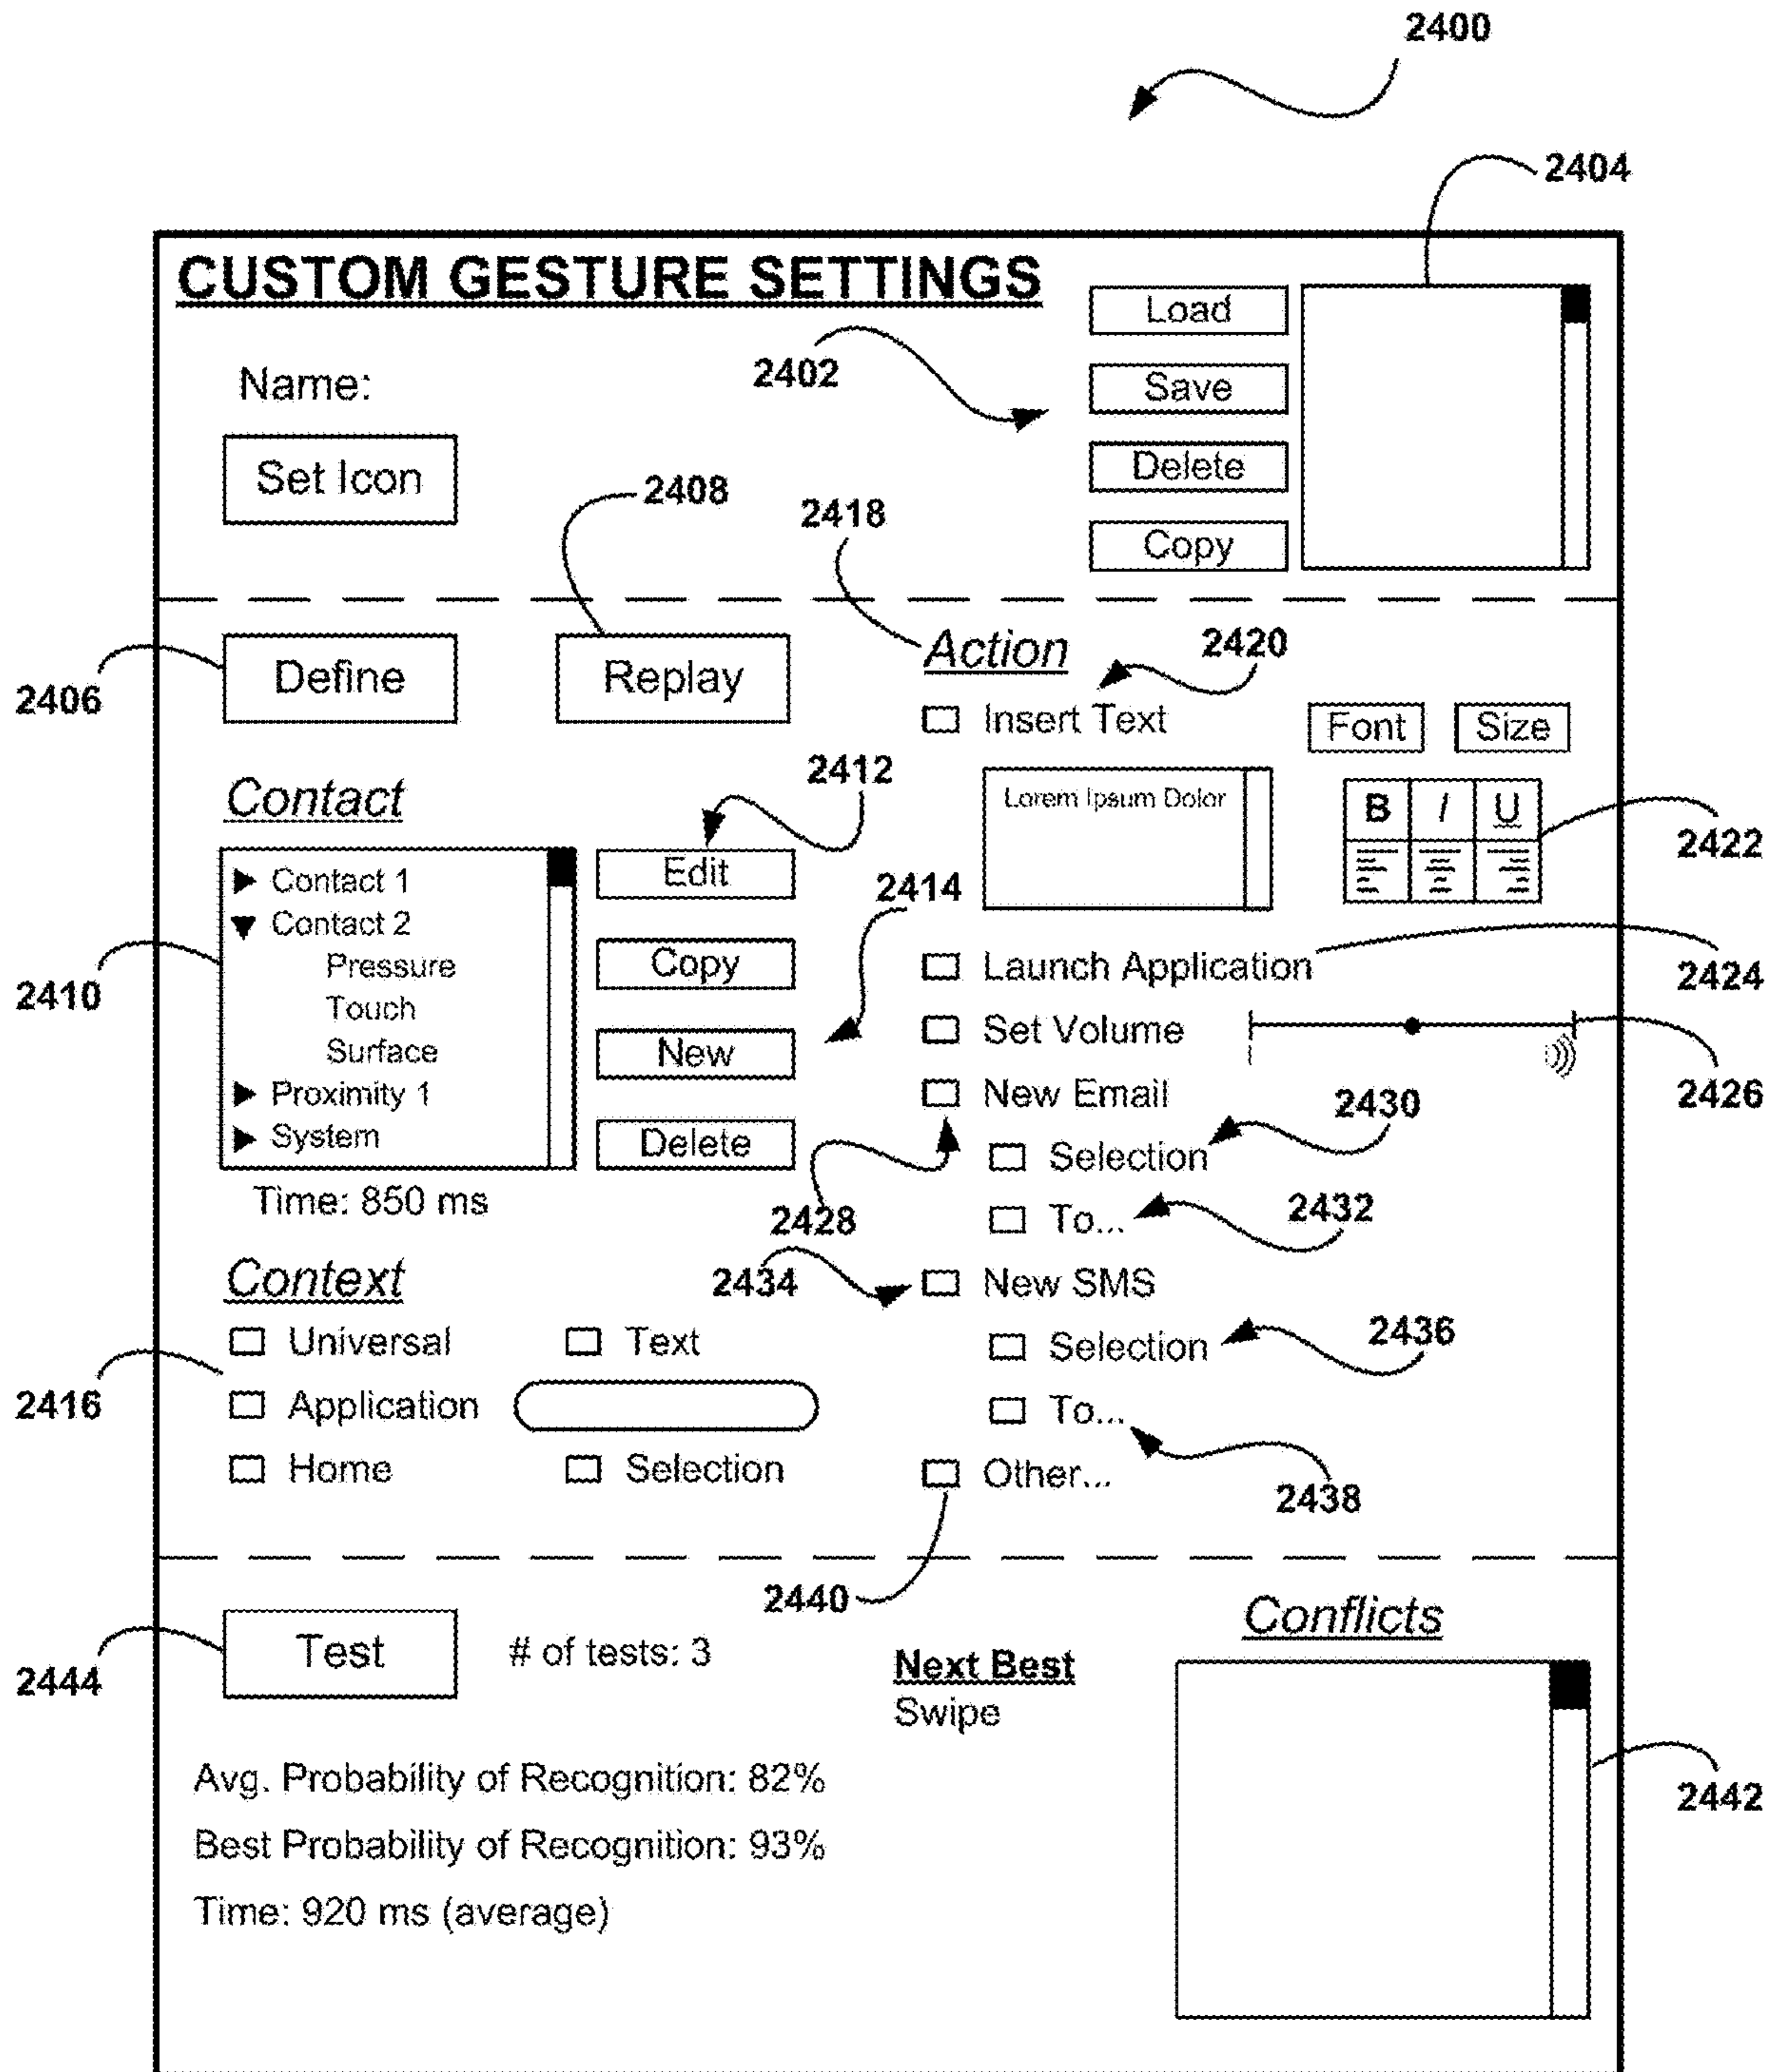 2400
2404
CUSTOM GESTURE SETTINGS
Load
2402
Name:
Save
Set Icon
Delete
2408
2418
Copy
2406
Define
Replay
Action
2420
Insert Text
Font
Size
Contact
2412
Lorem Ipsum Dolor
B I U
2422
Contact 1
Edit
2414
Contact 2
Pressure
Copy
Launch Application
2424
2410
Touch
Surface
New
Set Volume
2426
Proximity 1
New Email
2430
System
Delete
Selection
Time: 850 ms
2428
To...
2432
Context
2434
New SMS
Universal
Text
Selection
2436
2416
Application
To...
Home
Selection
Other...
2438
2440
Conflicts
2444
Test
# of tests: 3
Next Best
Swipe
Avg. Probability of Recognition: 82%
2442
Best Probability of Recognition: 93%
Time: 920 ms (average)